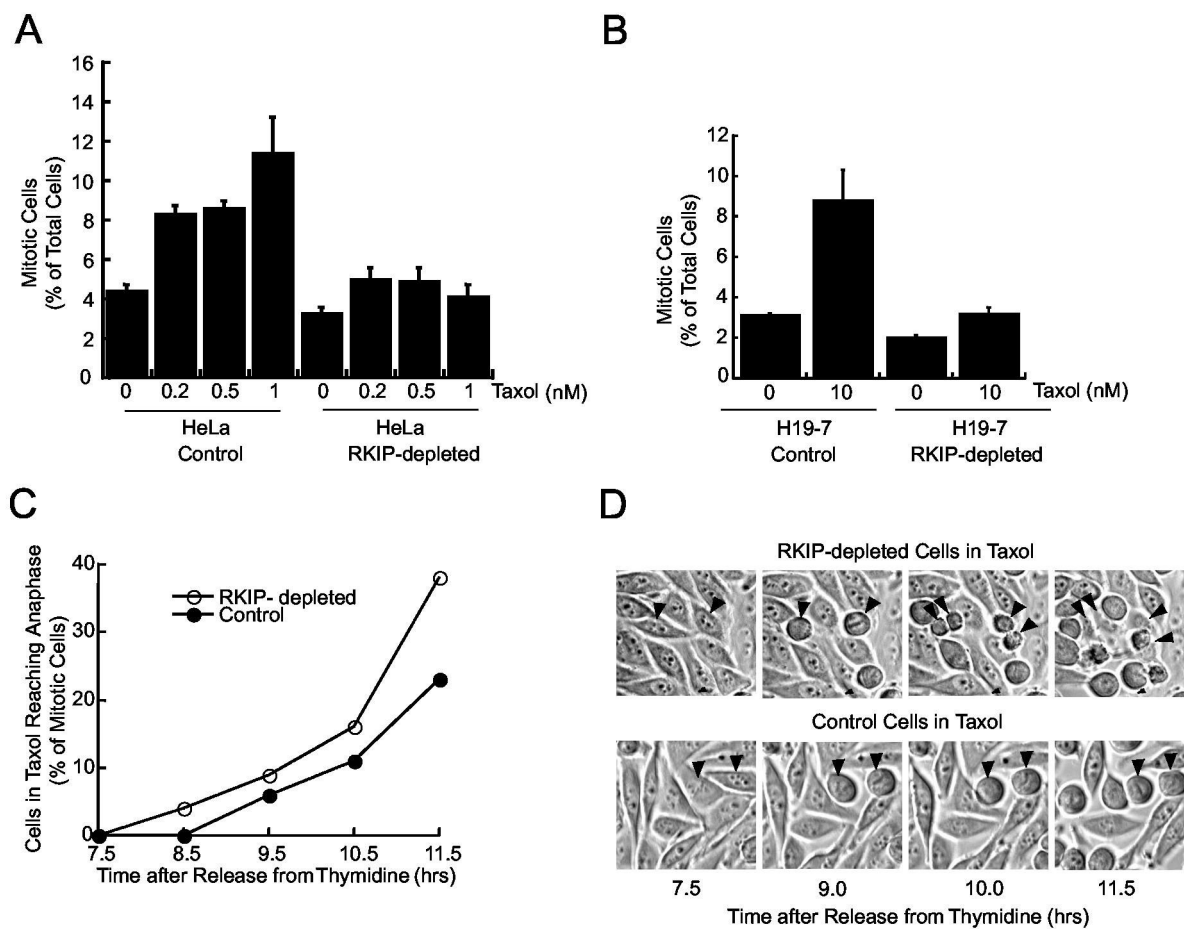 A
Mitotic Cells
(% of Total Cells)
16
14
12
10
8
6
4
2
0
0 0.2 0.5 1 0 0.2 0.5 1 Taxol (nM)
HeLa HeLa
Control RKIP-depleted
B
Mitotic Cells
(% of Total Cells)
12
10
8
6
4
2
0
0 10 0 10 Taxol (nM)
H19-7 H19-7
Control RKIP-depleted
C
Cells in Taxol Reaching Anaphase
(% of Mitotic Cells)
40
30
20
10
0
RKIP- depleted
Control
7.5 8.5 9.5 10.5 11.5
Time after Release from Thymidine (hrs)
D
RKIP-depleted Cells in Taxol
Control Cells in Taxol
7.5 9.0 10.0 11.5
Time after Release from Thymidine (hrs)